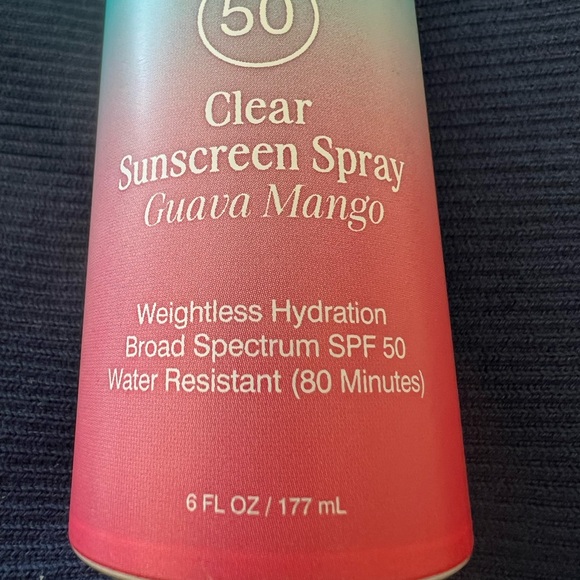 50
Clear
Sunscreen Spray
Guava Mango
Weightless Hydration
Broad Spectrum SPF 50
Water Resistant (80 Minutes)
6 FL OZ / 177 mL